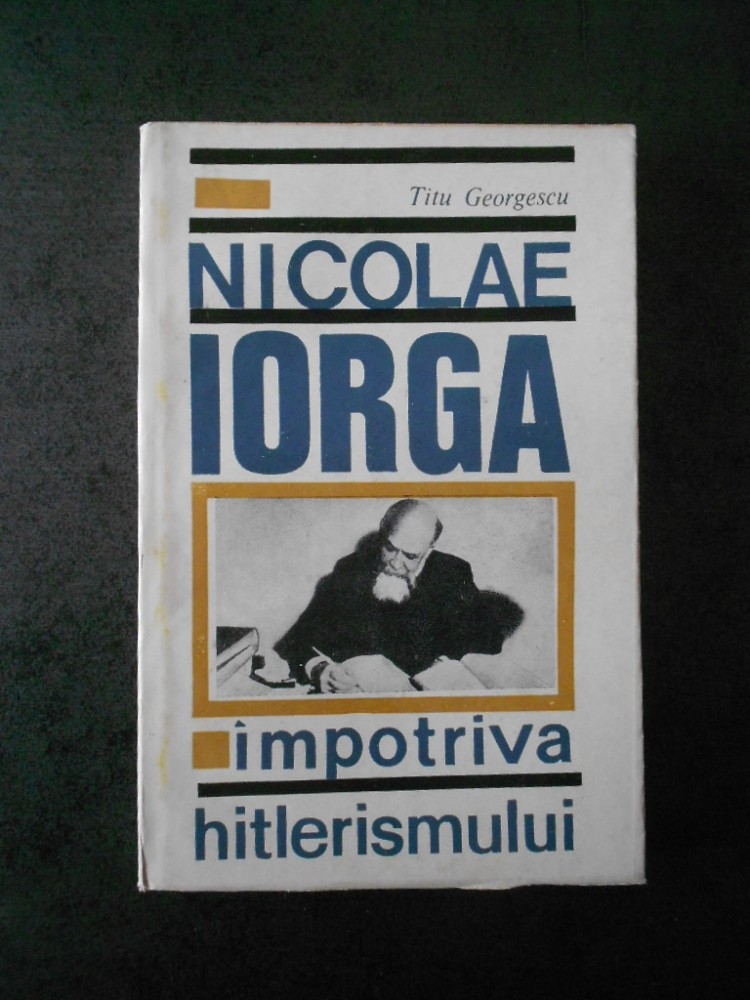 Titu Georgescu
NICOLAE
IORGA
împotriva
hitlerismului